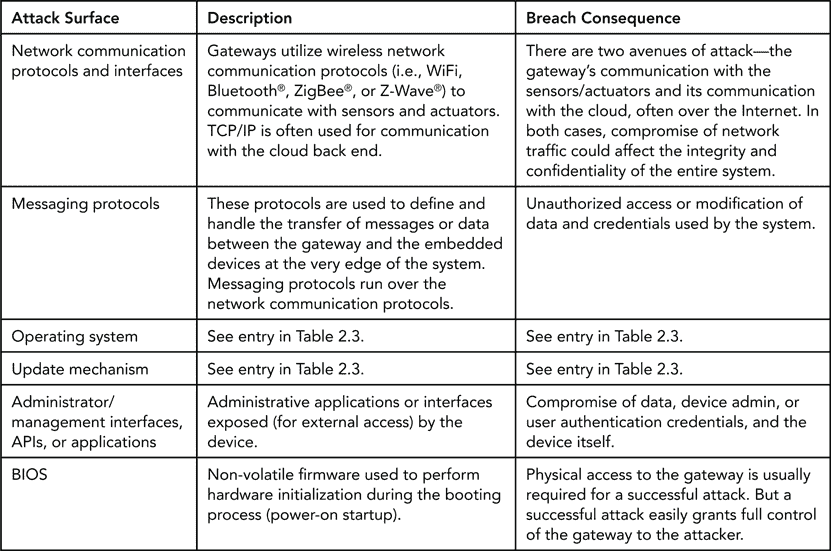 Attack Surface
Description
Breach Consequence
Network communication
protocols and interfaces
Gateways utilize wireless network
communication protocols (i.e., WiFi,
Bluetooth®, ZigBee®, or Z-Wave®) to
communicate with sensors and actuators.
TCP/IP is often used for communication
with the cloud back end.
There are two avenues of attack—the
gateway’s communication with the
sensors/actuators and its communication
with the cloud, often over the Internet. In
both cases, compromise of network
traffic could affect the integrity and
confidentiality of the entire system.
Messaging protocols
These protocols are used to define and
handle the transfer of messages or data
between the gateway and the embedded
devices at the very edge of the system.
Messaging protocols run over the
network communication protocols.
Unauthorized access or modification of
data and credentials used by the system.
Operating system
See entry in Table 2.3.
See entry in Table 2.3.
Update mechanism
See entry in Table 2.3.
See entry in Table 2.3.
Administrator/
management interfaces,
APIs, or applications
Administrative applications or interfaces
exposed (for external access) by the
device.
Compromise of data, device admin, or
user authentication credentials, and the
device itself.
BIOS
Non-volatile firmware used to perform
hardware initialization during the booting
process (power-on startup).
Physical access to the gateway is usually
required for a successful attack. But a
successful attack easily grants full control
of the gateway to the attacker.